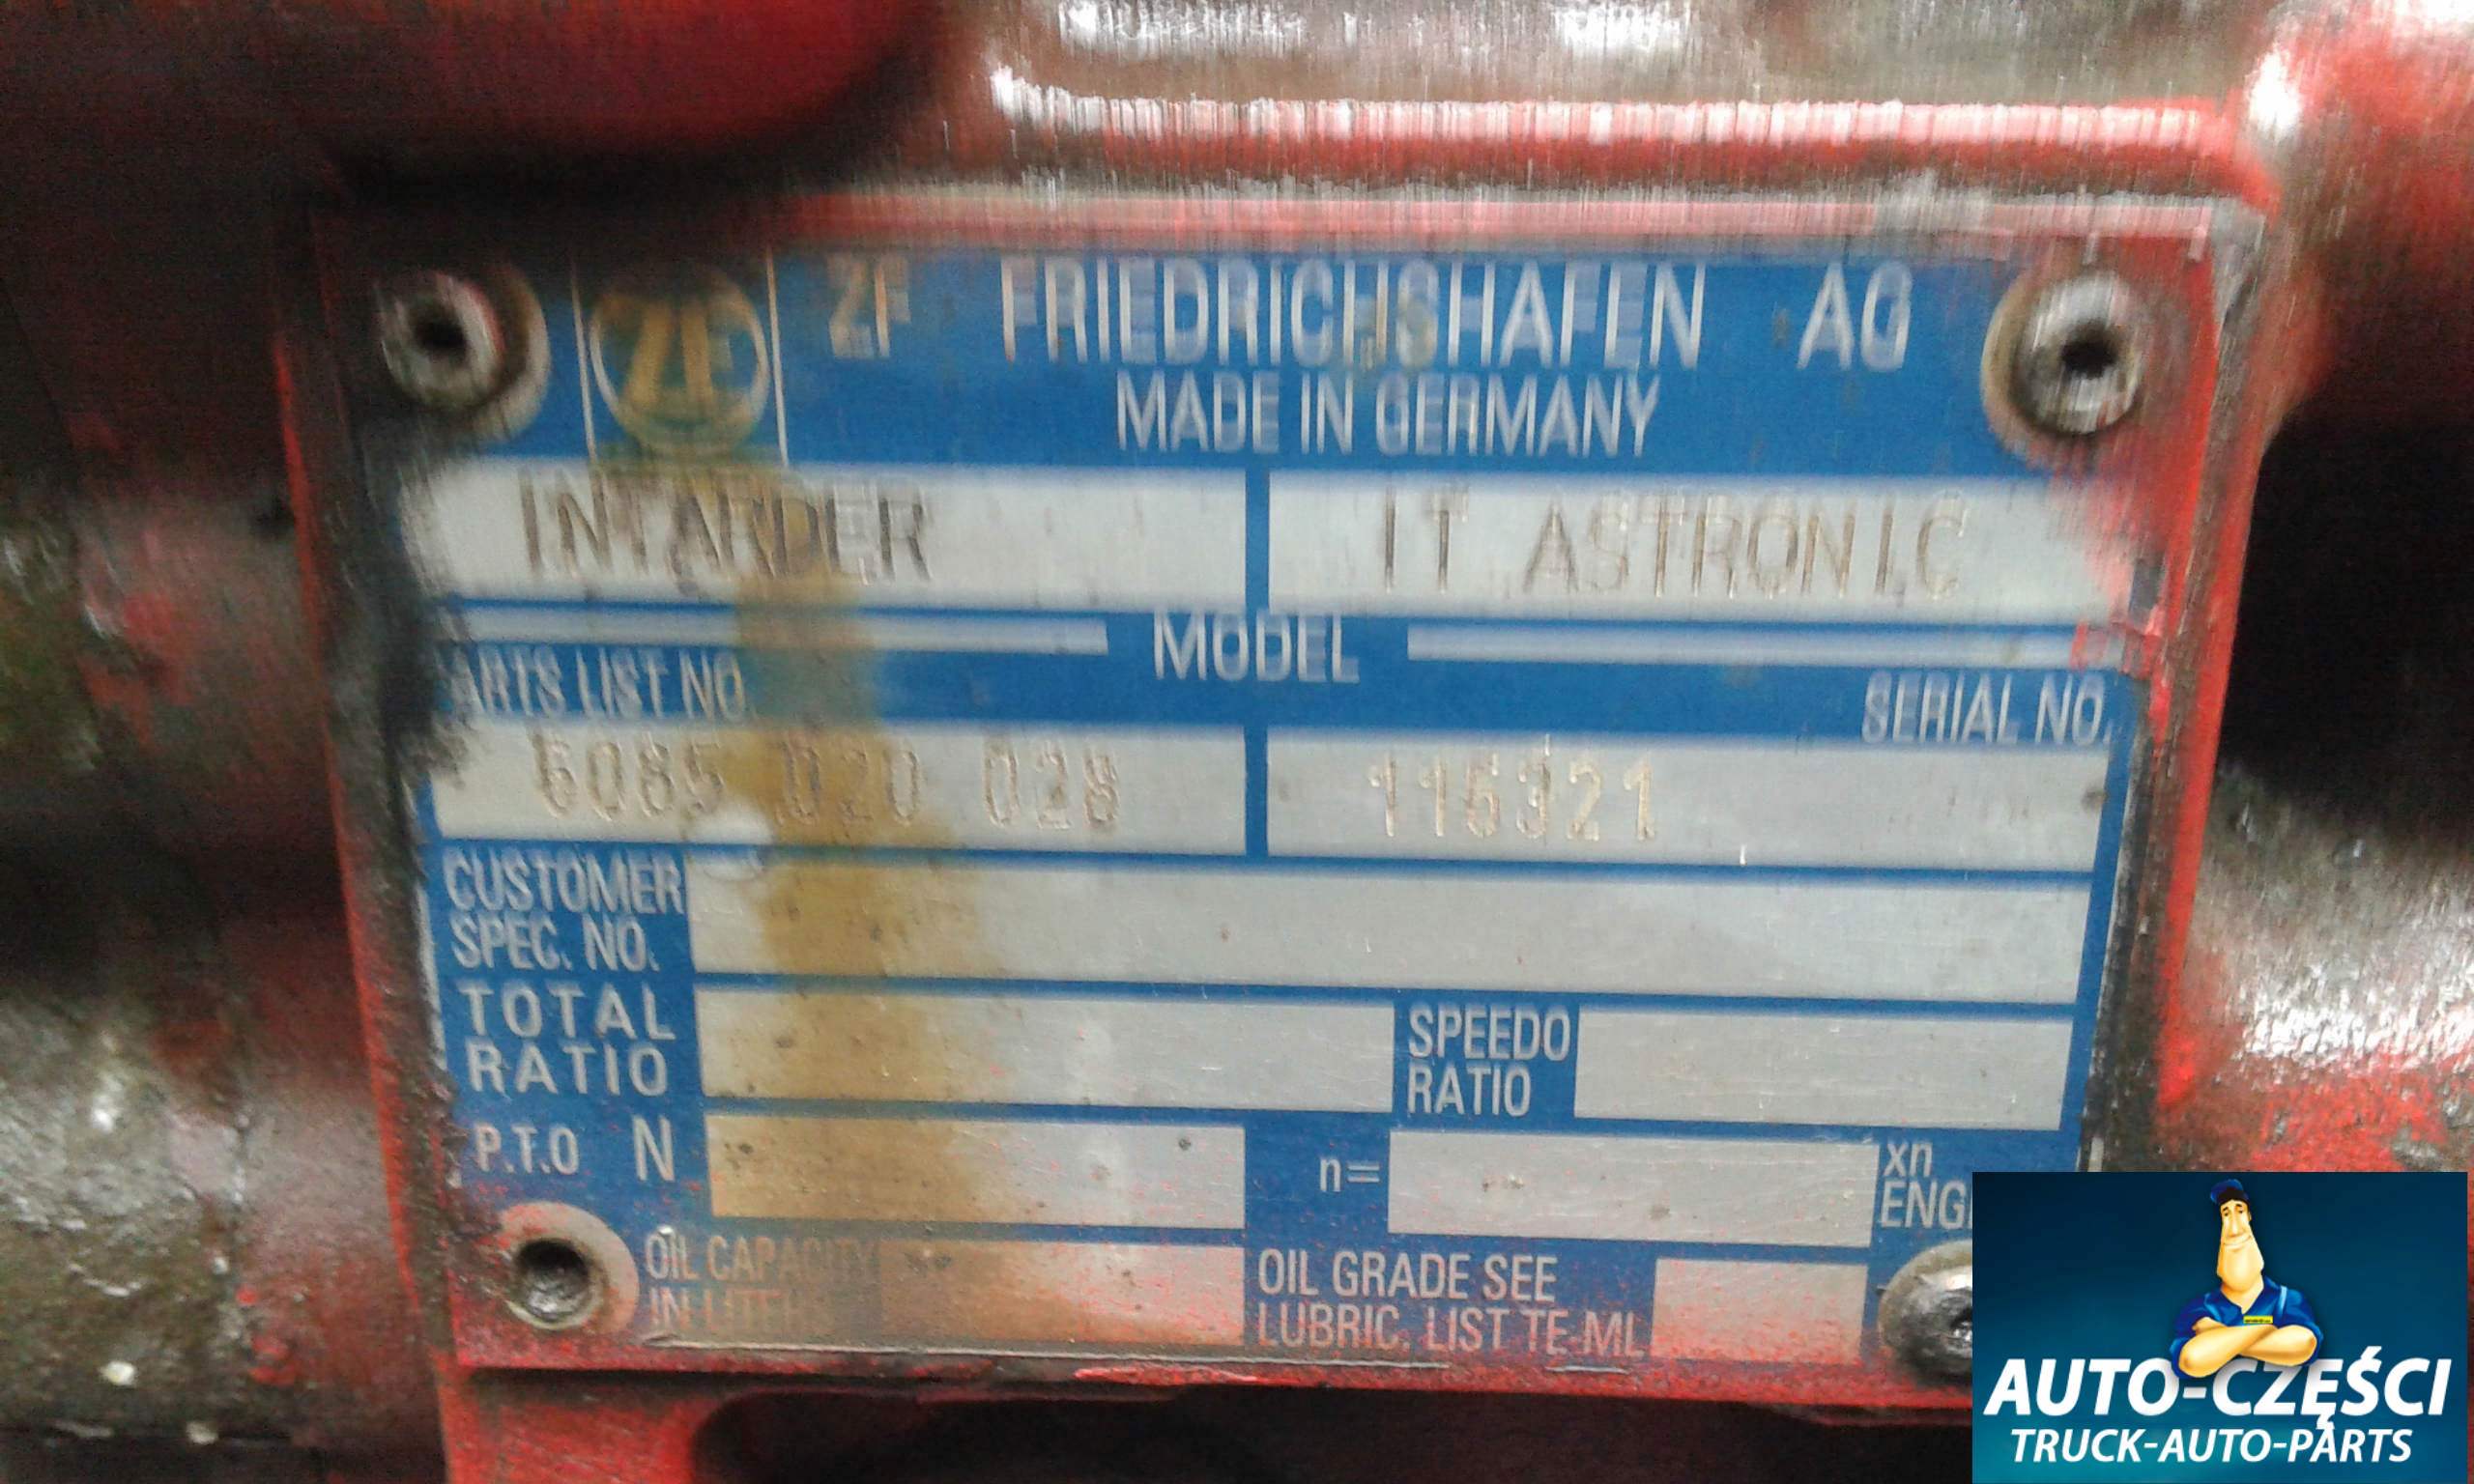 ZF FRIEDRICHSHAFEN AG
MADE IN GERMANY
INTARDER IT ASTRONIC
MODEL
ARTS LIST NO. SERIAL NO.
6085 020 028 115321
CUSTOMER
SPEC. NO.
TOTAL
RATIO
SPEEDO
RATIO
P.T.O N
n=
xn
ENGI
OIL CAPACITY
IN LITER
OIL GRADE SEE
LUBRIC. LIST TE-ML
AUTO-CZĘŚCI
TRUCK-AUTO-PARTS